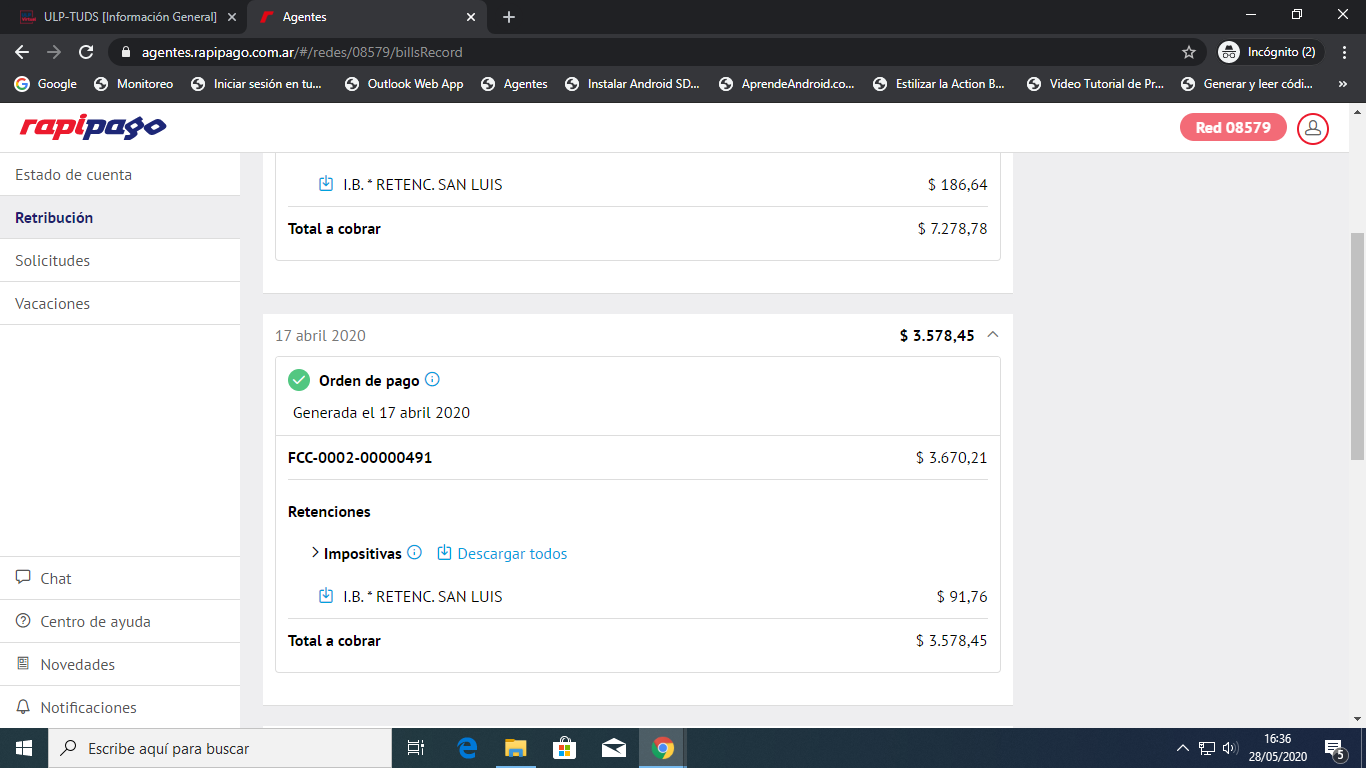 ULP-TUDS [Información General]
Agentes
Incógnito (2)
agentes.rapipago.com.ar/#/redes/08579/billsRecord
Google
Monitoreo
Iniciar sesión en tu...
Outlook Web App
Agentes
Instalar Android SD...
AprendeAndroid.co...
Estilizar la Action B...
Video Tutorial de Pr...
Generar y leer códi...
»
rapipago
Red 08579
Estado de cuenta
Retribución
Solicitudes
Vacaciones
Chat
Centro de ayuda
Novedades
Notificaciones
I.B. * RETENC. SAN LUIS $ 186,64
Total a cobrar $ 7.278,78
17 abril 2020 $ 3.578,45
Orden de pago
Generada el 17 abril 2020
FCC-0002-00000491 $ 3.670,21
Retenciones
Impositivas Descargar todos
I.B. * RETENC. SAN LUIS $ 91,76
Total a cobrar $ 3.578,45
Escribe aquí para buscar
16:36
28/05/2020
5